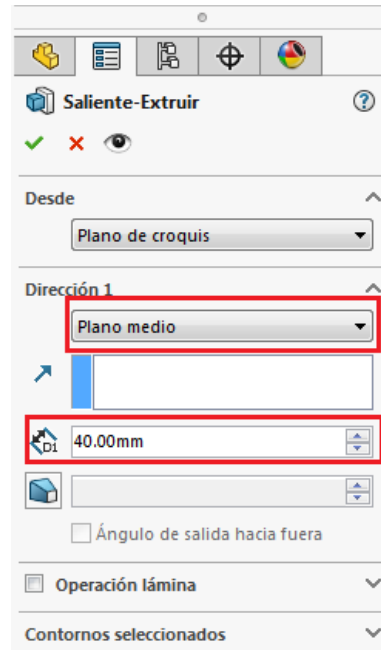 Saliente-Extruir
Desde
Plano de croquis
Dirección 1
Plano medio
D1
40.00mm
Ángulo de salida hacia fuera
Operación lámina
Contornos seleccionados